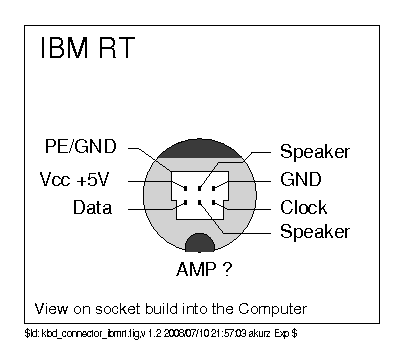 IBM RT
PE/GND
Speaker
Vcc +5V
GND
Data
Clock
Speaker
AMP ?
View on socket build into the Computer
$Id: kbd_connector_ibmrt.fig,v 1.2 2008/07/10 21:57:03 akurz Exp $